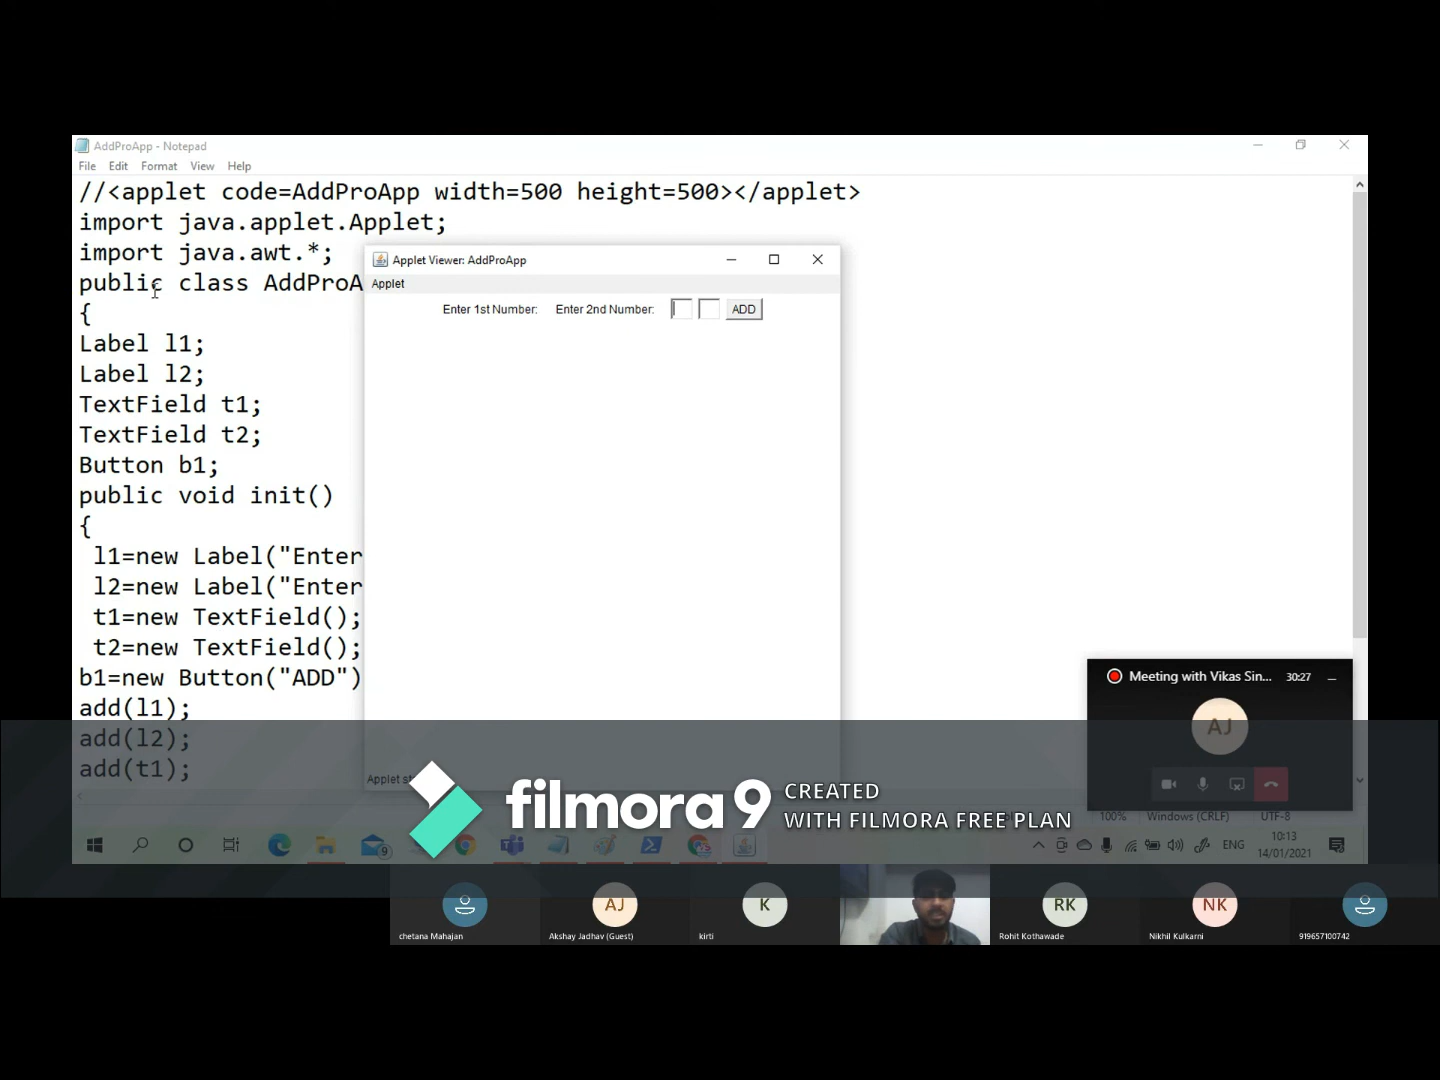 AddProApp - Notepad
File Edit Format View Help
//<applet code=AddProApp width=500 height=500></applet>
import java.applet.Applet;
import java.awt.*;
public class AddProA
{
Label l1;
Label l2;
TextField t1;
TextField t2;
Button b1;
public void init()
{
l1=new Label("Enter
l2=new Label("Enter
t1=new TextField();
t2=new TextField();
b1=new Button("ADD")
add(l1);
add(l2);
add(t1);
Applet Viewer: AddProApp
Applet
Enter 1st Number: Enter 2nd Number: ADD
Meeting with Vikas Sin... 30:27
AJ
filmora9 CREATED
WITH FILMORA FREE PLAN
100% Windows (CRLF) UTF-8
9
ENG
10:13
14/01/2021
AJ K RK NK
chetana Mahajan Akshay Jadhav (Guest) kirti Rohit Kothawade Nikhil Kulkarni 919657100742